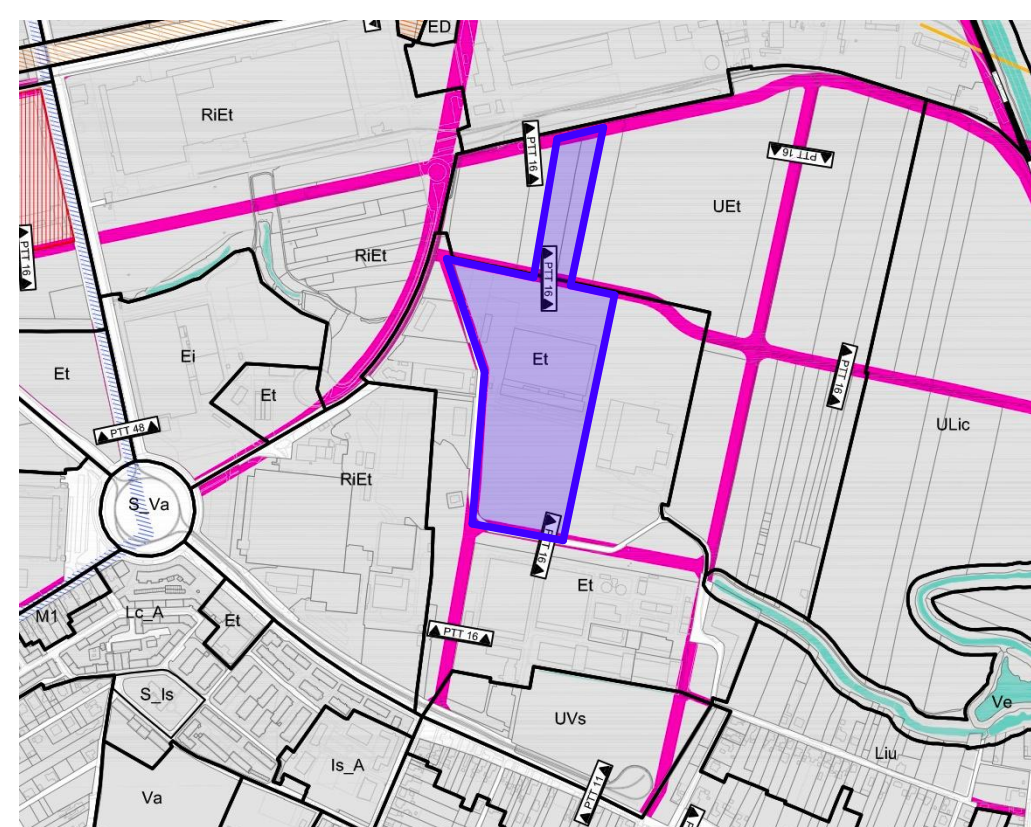 ED
RiEt
PTT 16
PTT 16
UEt
PTT 16
RiEt
PTT 16
Ei
Et
Et
Et
PTT 16
PTT 48
ULic
RiEt
S_Va
PTT 16
Et
M1
Lc_A
Et
PTT 16
S_Is
UVs
Ve
Is_A
Liu
Va
PTT 11